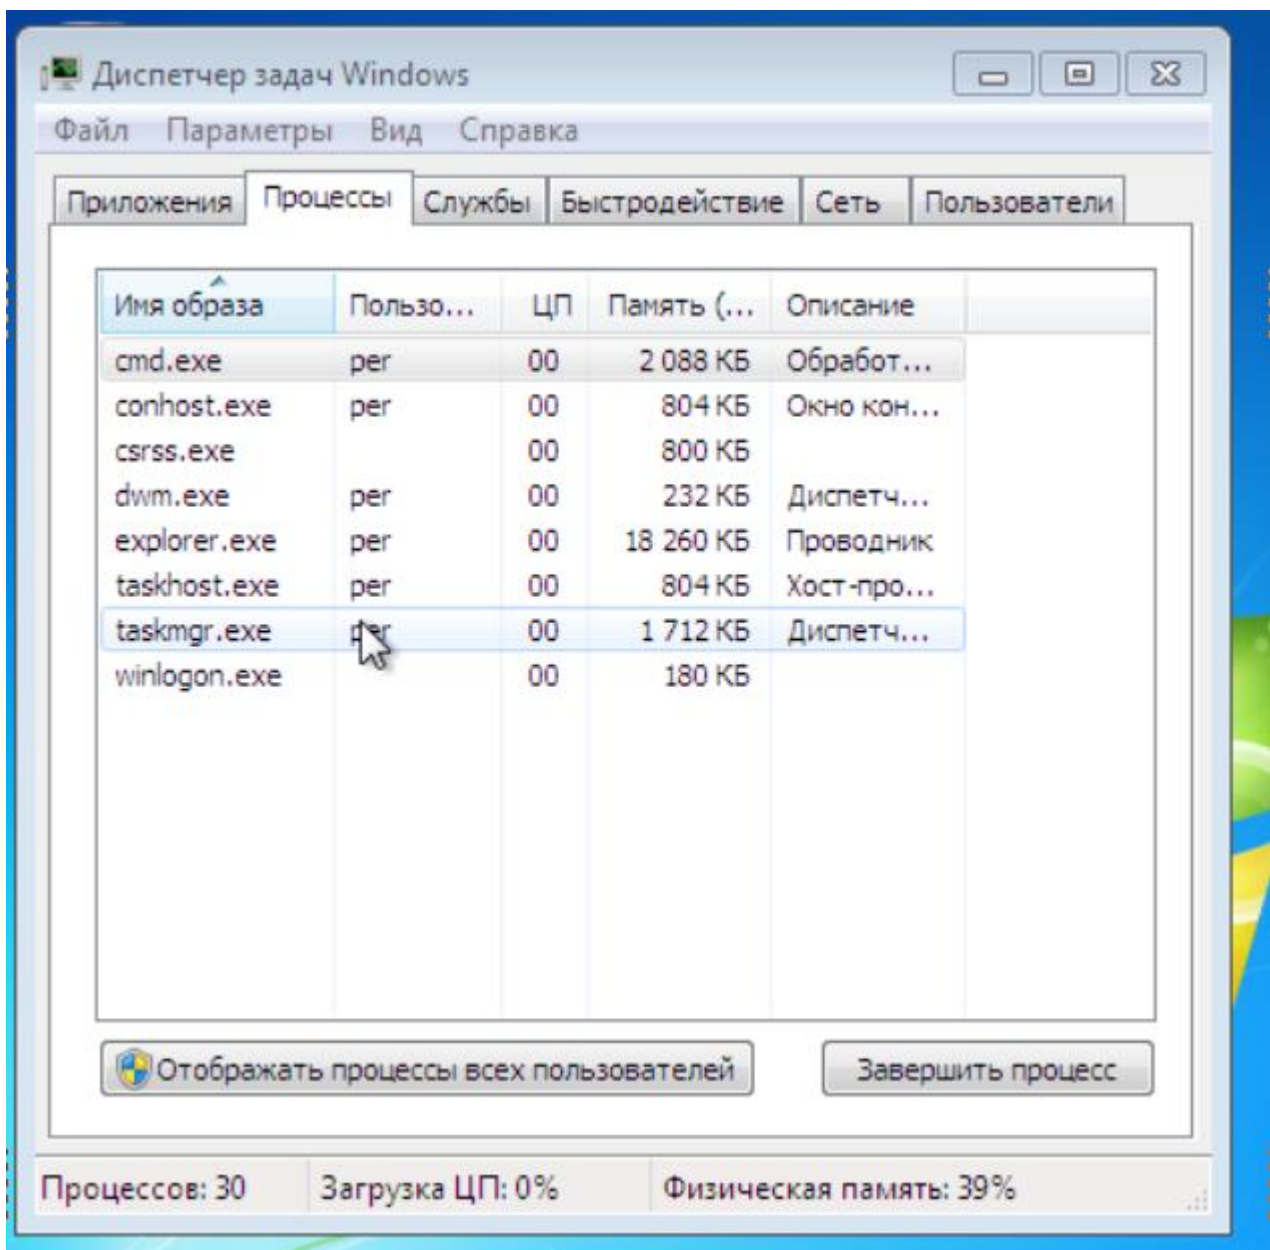 Диспетчер задач Windows
Файл Параметры Вид Справка
Приложения Процессы Службы Быстродействие Сеть Пользователи
Имя образа Пользо... ЦП Память (... Описание
cmd.exe per 00 2 088 КБ Обработ...
conhost.exe per 00 804 КБ Окно кон...
csrss.exe 00 800 КБ
dwm.exe per 00 232 КБ Диспетч...
explorer.exe per 00 18 260 КБ Проводник
taskhost.exe per 00 804 КБ Хост-про...
taskmgr.exe per 00 1 712 КБ Диспетч...
winlogon.exe 00 180 КБ
Отображать процессы всех пользователей Завершить процесс
Процессов: 30 Загрузка ЦП: 0% Физическая память: 39%